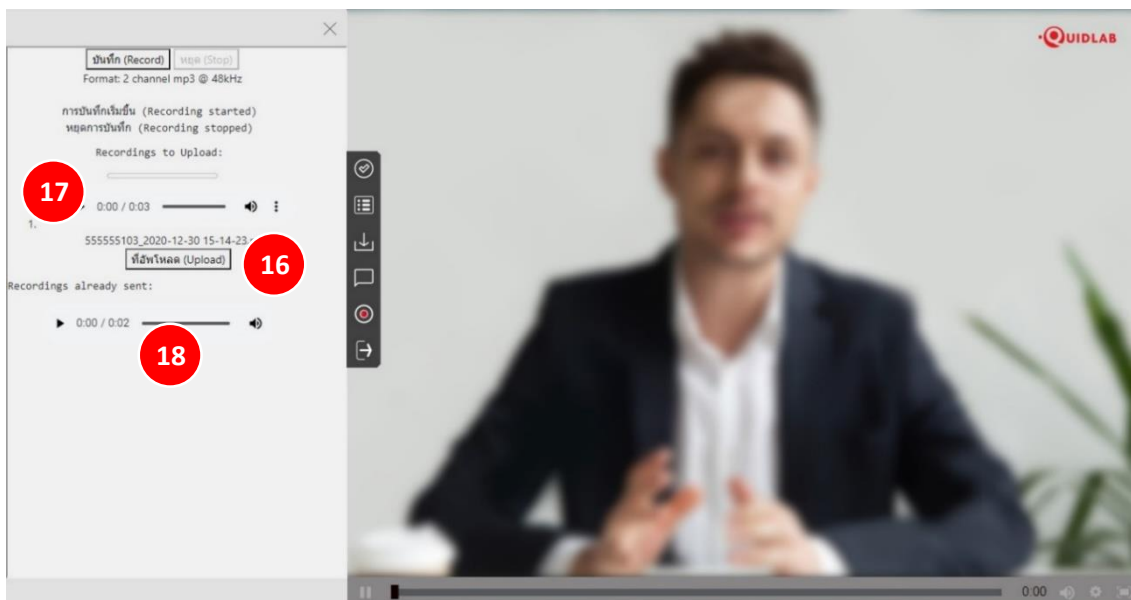 QUIDLAB
บันทึก (Record) หยุด (Stop)
Format: 2 channel mp3 @ 48kHz
การบันทึกเริ่มขึ้น (Recording started)
หยุดการบันทึก (Recording stopped)
Recordings to Upload:
17
0:00 / 0:03
1.
555555103_2020-12-30 15-14-23
ที่อัพโหลด (Upload)
16
Recordings already sent:
0:00 / 0:02
18
0:00